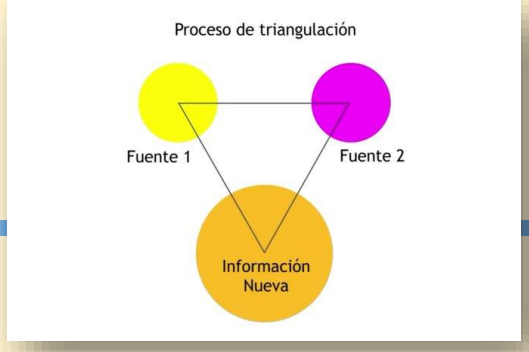 Proceso de triangulación
Fuente 1
Fuente 2
Información
Nueva